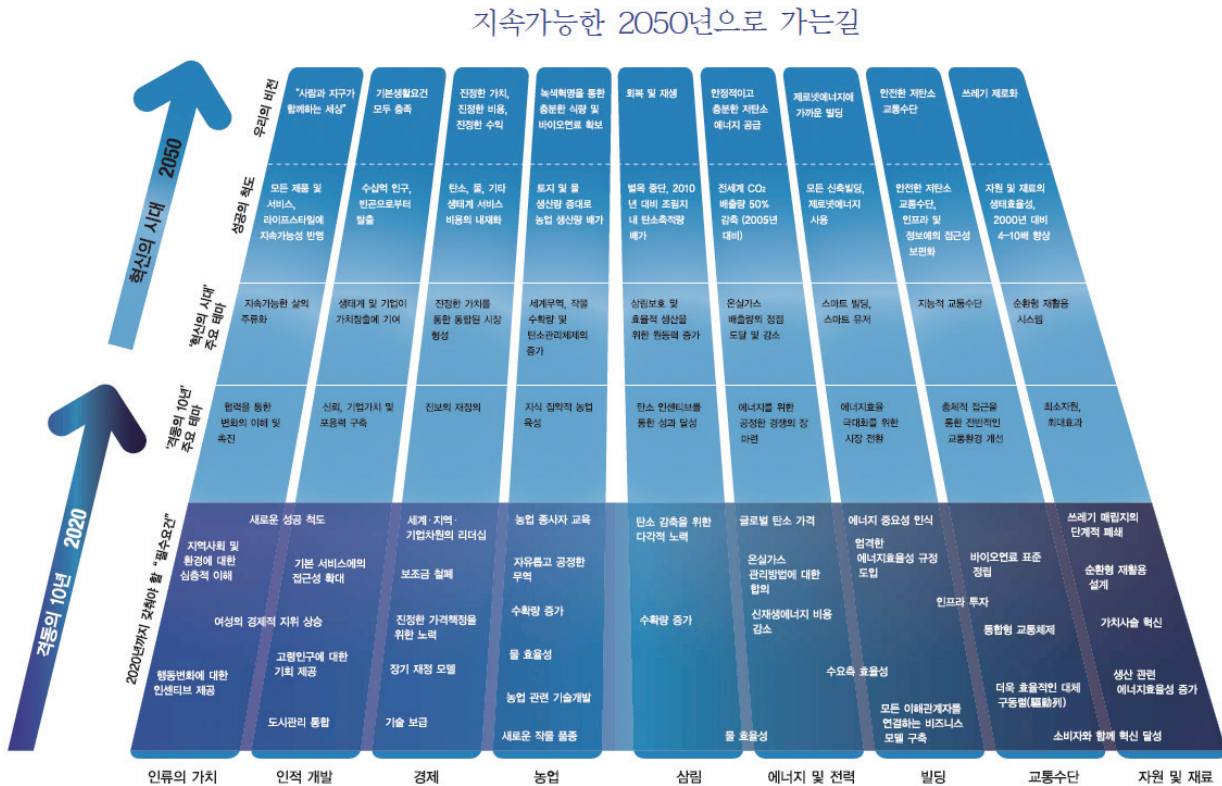 지속가능한 2050년으로 가는길
혁신의 시대 2050
격동의 10년 2020
우리의 비전
"사람과 지구가
함께하는 세상"
기본생활요건
모두 충족
진정한 가치,
진정한 비용,
진정한 수익
녹색혁명을 통한
충분한 식량 및
바이오연료 확보
회복 및 재생
안정적이고
충분한 저탄소
에너지 공급
제로넷에너지에
가까운 빌딩
안전한 저탄소
교통수단
쓰레기 제로화
성공의 척도
모든 제품 및
서비스,
라이프스타일에
지속가능성 반영
수십억 인구,
빈곤으로부터
탈출
탄소, 물, 기타
생태계 서비스
비용의 내재화
토지 및 물
생산량 증대로
농업 생산량 배가
벌목 중단, 2010
년 대비 조림지
내 탄소축적량
배가
전세계 CO₂
배출량 50%
감축 (2005년
대비)
모든 신축빌딩,
제로넷에너지
사용
안전한 저탄소
교통수단,
인프라 및
정보에의 접근성
보편화
자원 및 재료의
생태효율성,
2000년 대비
4-10배 향상
'혁신의 시대'
주요 테마
지속가능한 삶의
주류화
생태계 및 기업이
가치창출에 기여
진정한 가치를
통한 통합된 시장
형성
세계무역, 작물
수확량 및
탄소관리체제의
증가
삼림보호 및
효율적 생산을
위한 원동력 증가
온실가스
배출량의 정점
도달 및 감소
스마트 빌딩,
스마트 유저
지능적 교통수단
순환형 재활용
시스템
'격동의 10년'
주요 테마
협력을 통한
변화의 이해 및
촉진
신뢰, 기업가치 및
포용력 구축
진보의 재정의
지식 집약적 농업
육성
탄소 인센티브를
통한 성과 달성
에너지를 위한
공정한 경쟁의 장
마련
에너지효율
극대화를 위한
시장 전환
총체적 접근을
통한 전반적인
교통환경 개선
최소자원,
최대효과
2020년까지 갖춰야 할 "필수요건"
새로운 성공 척도
지역사회 및
환경에 대한
심층적 이해
기본 서비스에의
접근성 확대
여성의 경제적 지위 상승
고령인구에 대한
기회 제공
행동변화에 대한
인센티브 제공
도시관리 통합
세계·지역·
기업차원의 리더십
보조금 철폐
진정한 가격책정을
위한 노력
장기 재정 모델
기술 보급
농업 종사자 교육
자유롭고 공정한
무역
수확량 증가
물 효율성
농업 관련 기술개발
새로운 작물 품종
탄소 감축을 위한
다각적 노력
수확량 증가
물 효율성
글로벌 탄소 가격
온실가스
관리방법에 대한
합의
신재생에너지 비용
감소
수요측 효율성
에너지 중요성 인식
엄격한
에너지효율성 규정
도입
인프라 투자
모든 이해관계자를
연결하는 비즈니스
모델 구축
바이오연료 표준
정립
통합형 교통체제
더욱 효율적인 대체
구동렬(驅動列)
소비자와 함께 혁신 달성
쓰레기 매립지의
단계적 폐쇄
순환형 재활용
설계
가치사슬 혁신
생산 관련
에너지효율성 증가
인류의 가치
인적 개발
경제
농업
삼림
에너지 및 전력
빌딩
교통수단
자원 및 재료